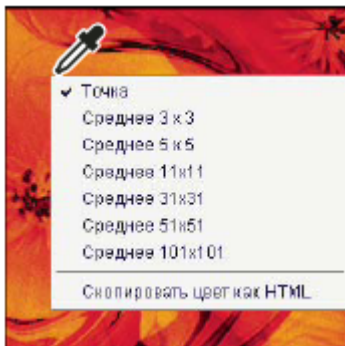 Точка
Среднее 3 x 3
Среднее 5 x 5
Среднее 11x11
Среднее 31x31
Среднее 51x51
Среднее 101x101
Скопировать цвет как HTML